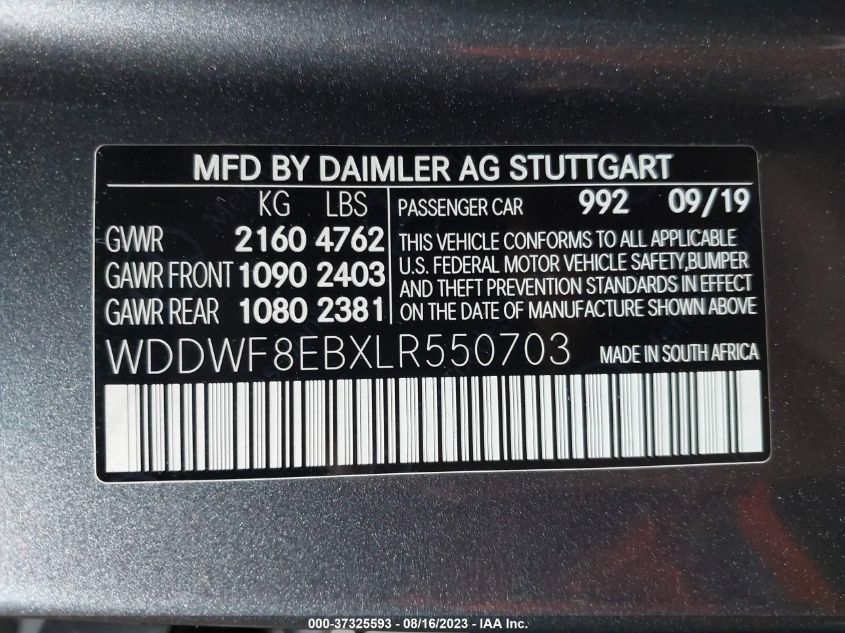 MFD BY DAIMLER AG STUTTGART
KG LBS
GVWR 2160 4762
GAWR FRONT 1090 2403
GAWR REAR 1080 2381
PASSENGER CAR 992 09/19
THIS VEHICLE CONFORMS TO ALL APPLICABLE
U.S. FEDERAL MOTOR VEHICLE SAFETY,BUMPER
AND THEFT PREVENTION STANDARDS IN EFFECT
ON THE DATE OF MANUFACTURE SHOWN ABOVE
WDDWF8EBXLR550703 MADE IN SOUTH AFRICA
000-37325593 - 08/16/2023 - IAA Inc.